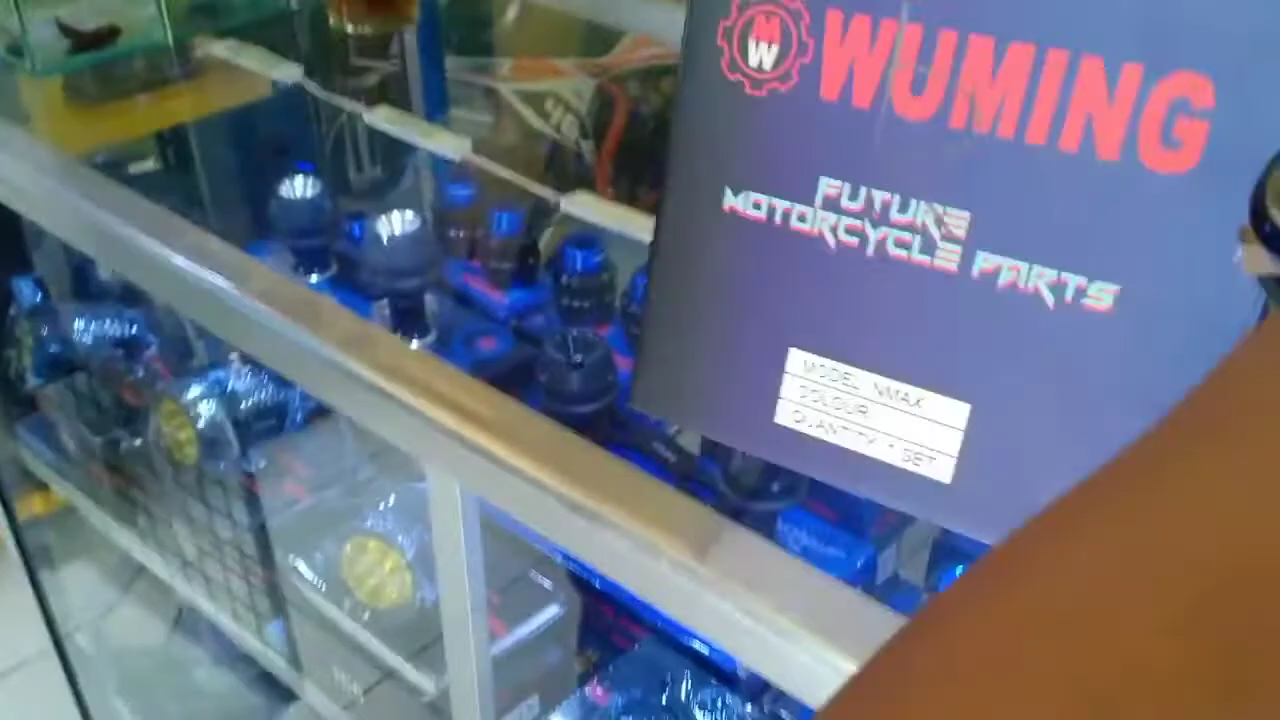 MW
WUMING
FUTURE
MOTORCYCLE PARTS
MODEL NMAX
COLOUR
QUANTITY SET